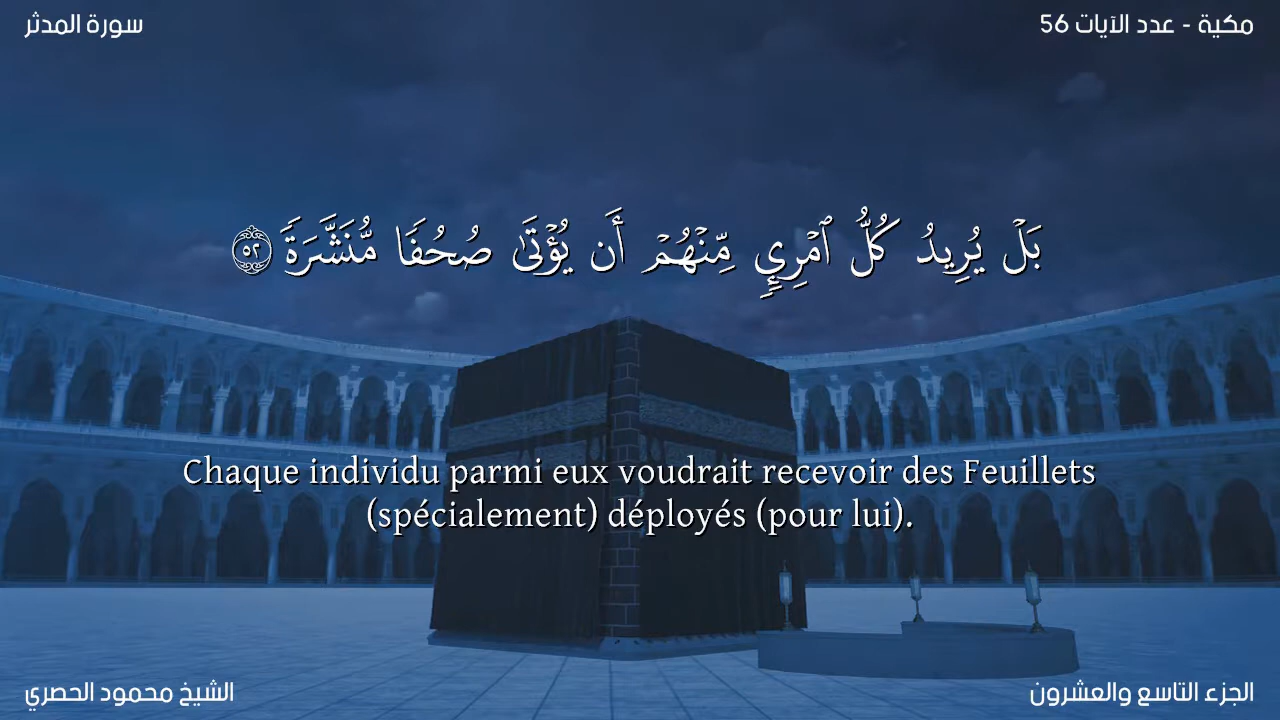 مكية - عدد الآيات 56
سورة المدثر
بَلْ يُرِيدُ كُلُّ ٱمْرِئٍ مِّنْهُمْ أَن يُؤْتَىٰ صُحُفًا مُّنَشَّرَةً ٥٢
Chaque individu parmi eux voudrait recevoir des Feuillets
(spécialement) déployés (pour lui).
الجزء التاسع والعشرون
الشيخ محمود الحصري